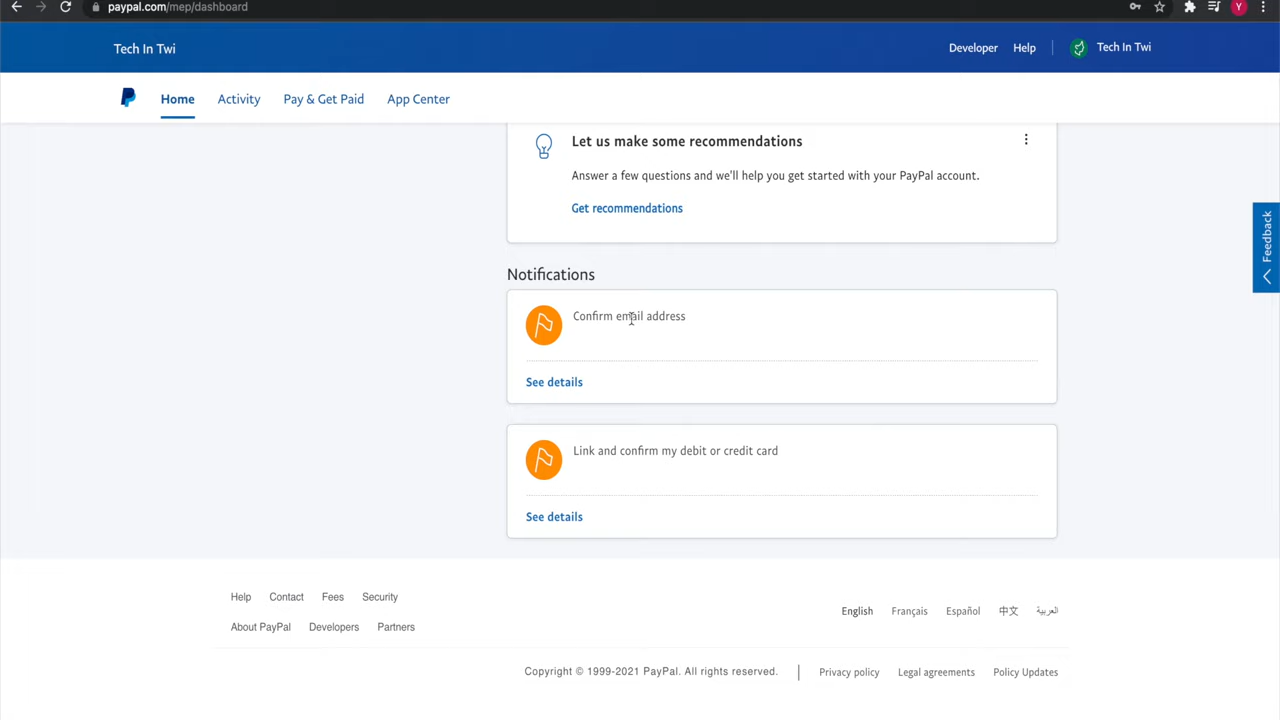 paypal.com/mep/dashboard
Y
Tech In Twi
Developer Help Tech In Twi
Home Activity Pay & Get Paid App Center
Let us make some recommendations
Answer a few questions and we'll help you get started with your PayPal account.
Get recommendations
Feedback
Notifications
Confirm email address
See details
Link and confirm my debit or credit card
See details
Help Contact Fees Security
English Français Español 中文 العربية
About PayPal Developers Partners
Copyright © 1999-2021 PayPal. All rights reserved. | Privacy policy Legal agreements Policy Updates